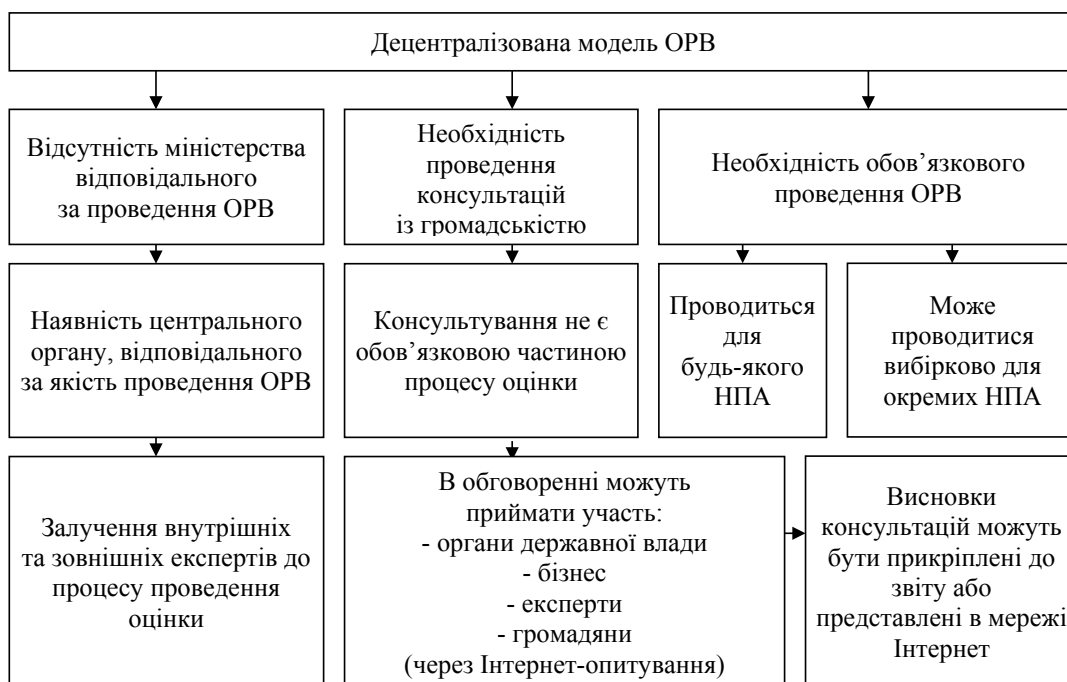 Децентралізована модель ОРВ
Відсутність міністерства
відповідального
за проведення ОРВ
Необхідність
проведення
консультацій
із громадськістю
Необхідність обов’язкового
проведення ОРВ
Наявність центрального
органу, відповідального
за якість проведення ОРВ
Консультування не є
обов’язковою частиною
процесу оцінки
Проводиться
для
будь-якого
НПА
Може
проводитися
вибірково для
окремих НПА
Залучення внутрішніх
та зовнішніх експертів до
процесу проведення
оцінки
В обговоренні можуть
приймати участь:
- органи державної влади
- бізнес
- експерти
- громадяни
(через Інтернет-опитування)
Висновки
консультацій можуть
бути прикріплені до
звіту або
представлені в мережі
Інтернет